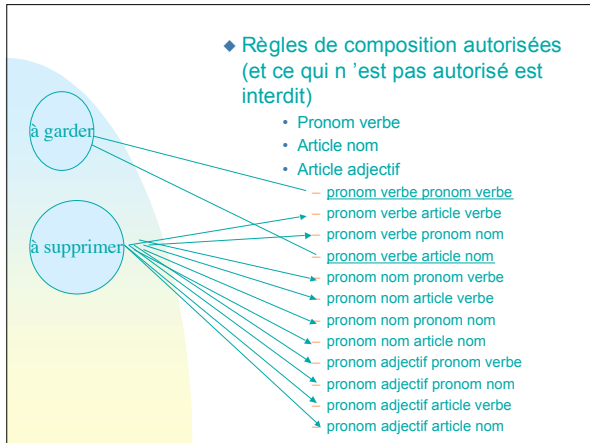 ◆ Règles de composition autorisées
(et ce qui n 'est pas autorisé est
interdit)
• Pronom verbe
• Article nom
• Article adjectif
à garder
à supprimer
– pronom verbe pronom verbe
– pronom verbe article verbe
– pronom verbe pronom nom
– pronom verbe article nom
– pronom nom pronom verbe
– pronom nom article verbe
– pronom nom pronom nom
– pronom nom article nom
– pronom adjectif pronom verbe
– pronom adjectif pronom nom
– pronom adjectif article verbe
– pronom adjectif article nom